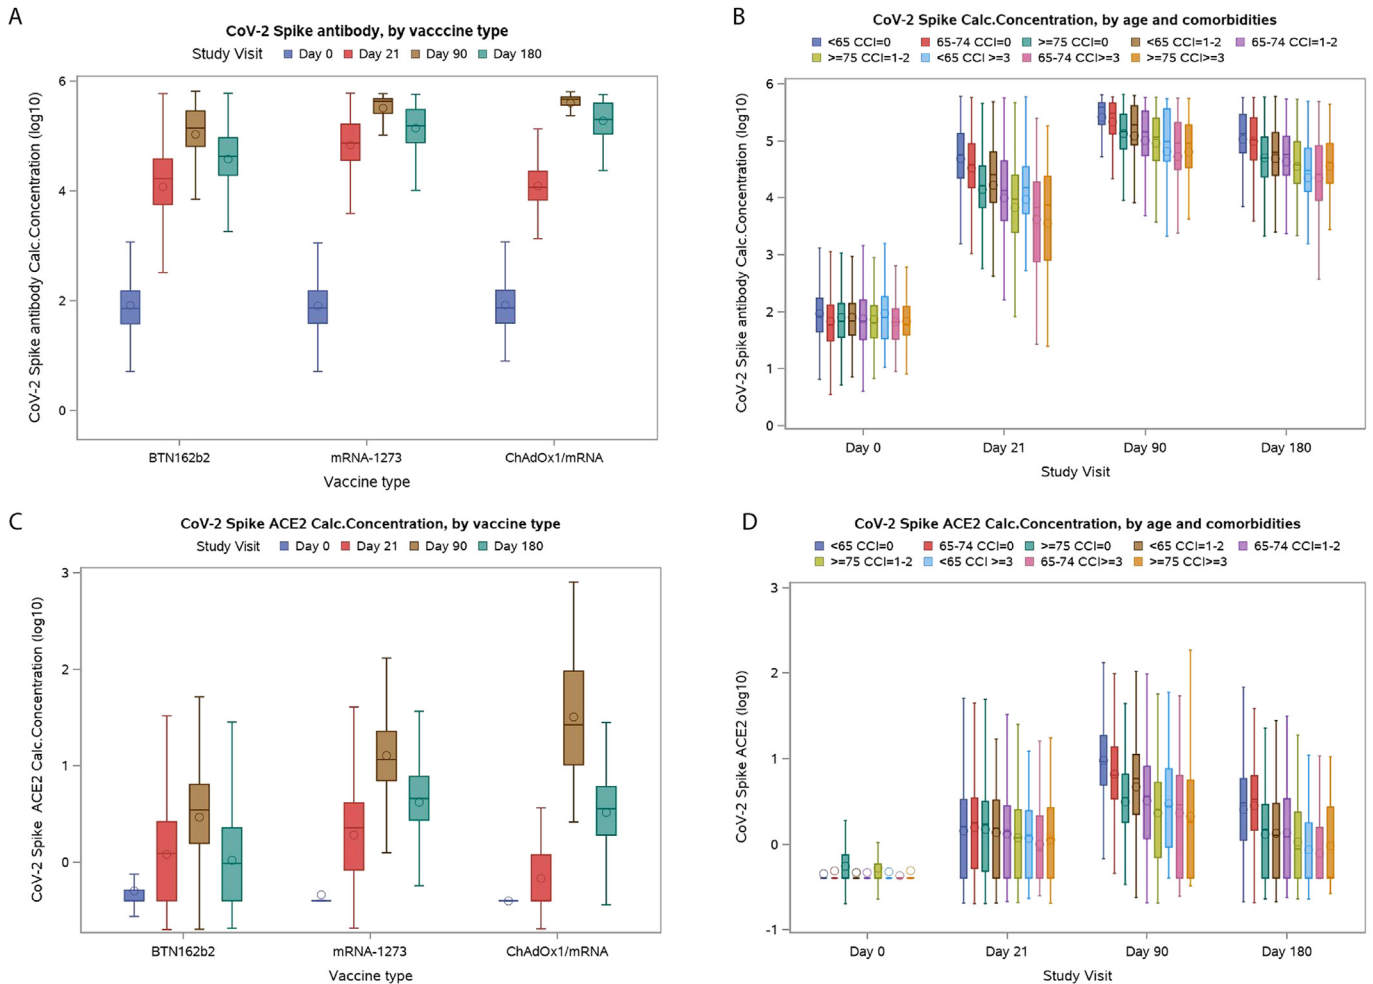 A
CoV-2 Spike antibody, by vacccine type
Study Visit Day 0 Day 21 Day 90 Day 180
CoV-2 Spike antibody Calc.Concentration (log10)
6
4
2
0
BTN162b2 mRNA-1273 ChAdOx1/mRNA
Vaccine type
B
CoV-2 Spike Calc.Concentration, by age and comorbidities
<65 CCI=0 65-74 CCI=0 >=75 CCI=0 <65 CCI=1-2 65-74 CCI=1-2
>=75 CCI=1-2 <65 CCI >=3 65-74 CCI>=3 >=75 CCI>=3
CoV-2 Spike antibody Calc.Concentration (log10)
6
5
4
3
2
1
0
Day 0 Day 21 Day 90 Day 180
Study Visit
C
CoV-2 Spike ACE2 Calc.Concentration, by vaccine type
Study Visit Day 0 Day 21 Day 90 Day 180
CoV-2 Spike ACE2 Calc.Concentration (log10)
3
2
1
0
BTN162b2 mRNA-1273 ChAdOx1/mRNA
Vaccine type
D
CoV-2 Spike ACE2 Calc.Concentration, by age and comorbidities
<65 CCI=0 65-74 CCI=0 >=75 CCI=0 <65 CCI=1-2 65-74 CCI=1-2
>=75 CCI=1-2 <65 CCI >=3 65-74 CCI>=3 >=75 CCI>=3
CoV-2 Spike ACE2 (log10)
3
2
1
0
-1
Day 0 Day 21 Day 90 Day 180
Study Visit